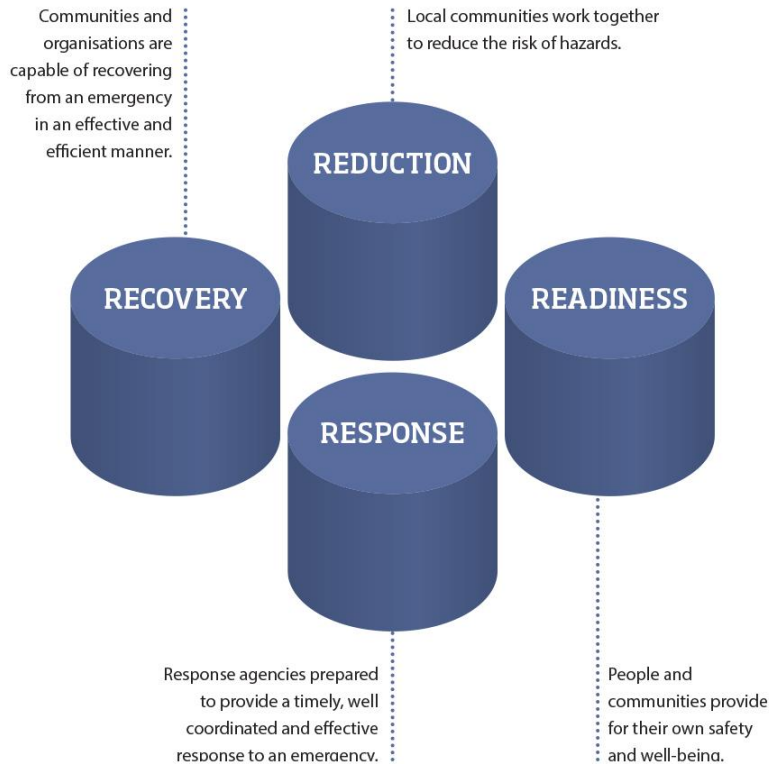 Communities and
organisations are
capable of recovering
from an emergency
in an effective and
efficient manner.
Local communities work together
to reduce the risk of hazards.
REDUCTION
RECOVERY
READINESS
RESPONSE
Response agencies prepared
to provide a timely, well
coordinated and effective
response to an emergency.
People and
communities provide
for their own safety
and well-being.